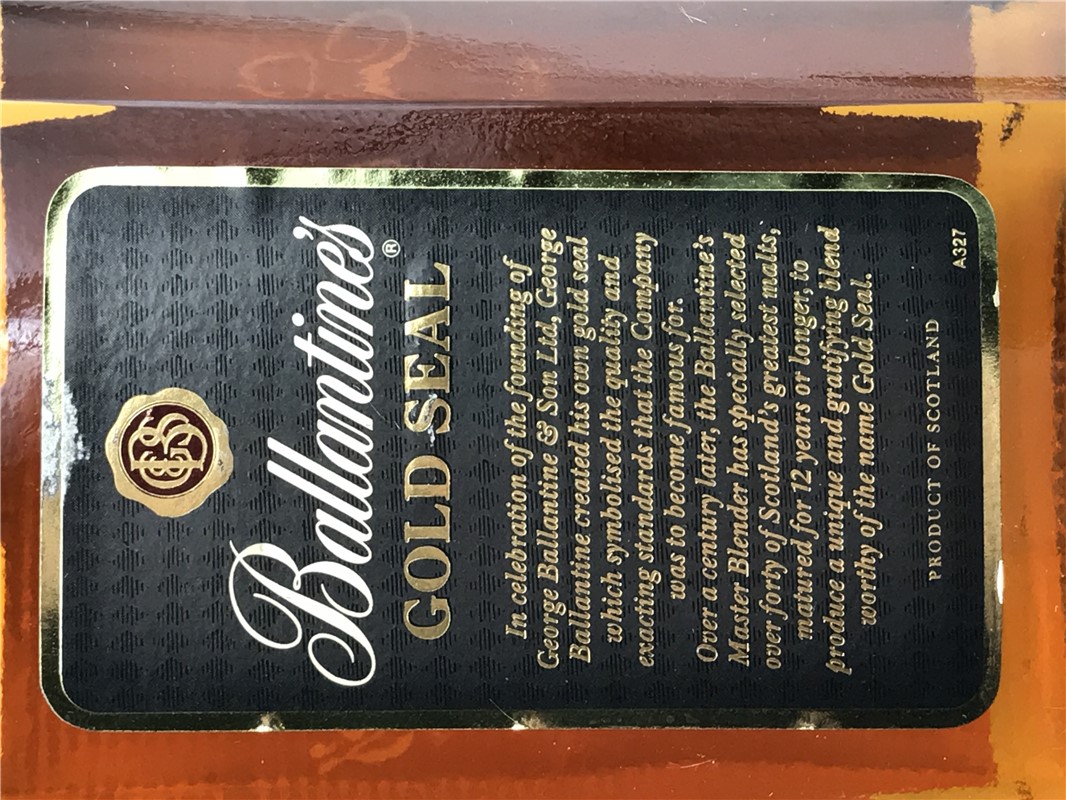 Ballantine's®
GOLD SEAL
In celebration of the founding of
George Ballantine & Son Ltd, George
Ballantine created his own gold seal
which symbolised the quality and
exacting standards that the Company
was to become famous for.
Over a century later, the Ballantine's
Master Blender has specially selected
over forty of Scotland's greatest malts,
matured for 12 years or longer, to
produce a unique and gratifying blend
worthy of the name Gold Seal.
PRODUCT OF SCOTLAND
A327